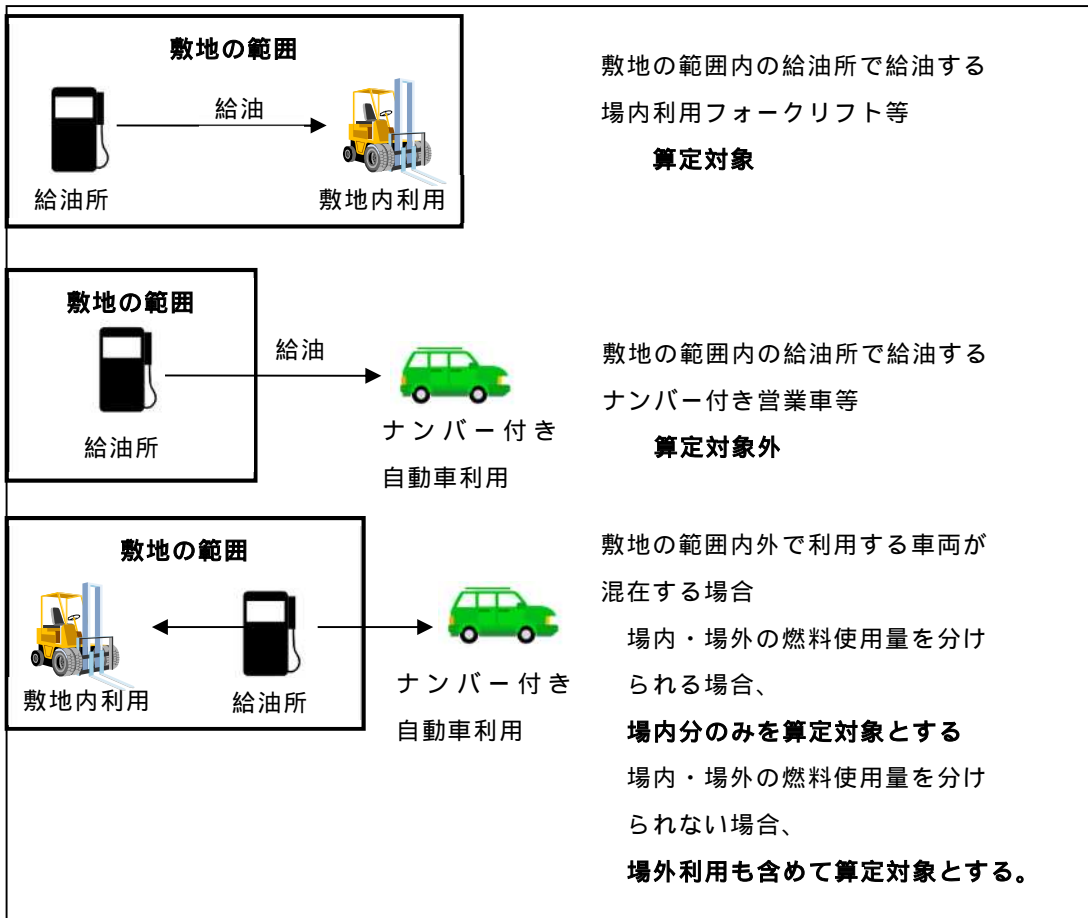 敷地の範囲
給油
給油所
敷地内利用
敷地の範囲内の給油所で給油する
場内利用フォークリフト等
算定対象
敷地の範囲
給油
給油所
ナンバー付き
自動車利用
敷地の範囲内の給油所で給油する
ナンバー付き営業車等
算定対象外
敷地の範囲
敷地内利用
給油所
ナンバー付き
自動車利用
敷地の範囲内外で利用する車両が
混在する場合
場内・場外の燃料使用量を分け
られる場合、
場内分のみを算定対象とする
場内・場外の燃料使用量を分け
られない場合、
場外利用も含めて算定対象とする。